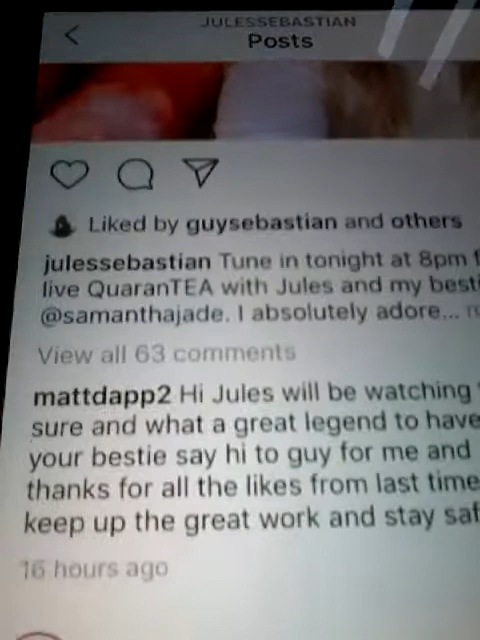 JULESSEBASTIAN
Posts
Liked by guysebastian and others
julessebastian Tune in tonight at 8pm f
live QuaranTEA with Jules and my besti
@samanthajade. I absolutely adore...
View all 63 comments
mattdapp2 Hi Jules will be watching
sure and what a great legend to have
your bestie say hi to guy for me and
thanks for all the likes from last time
keep up the great work and stay saf
16 hours ago